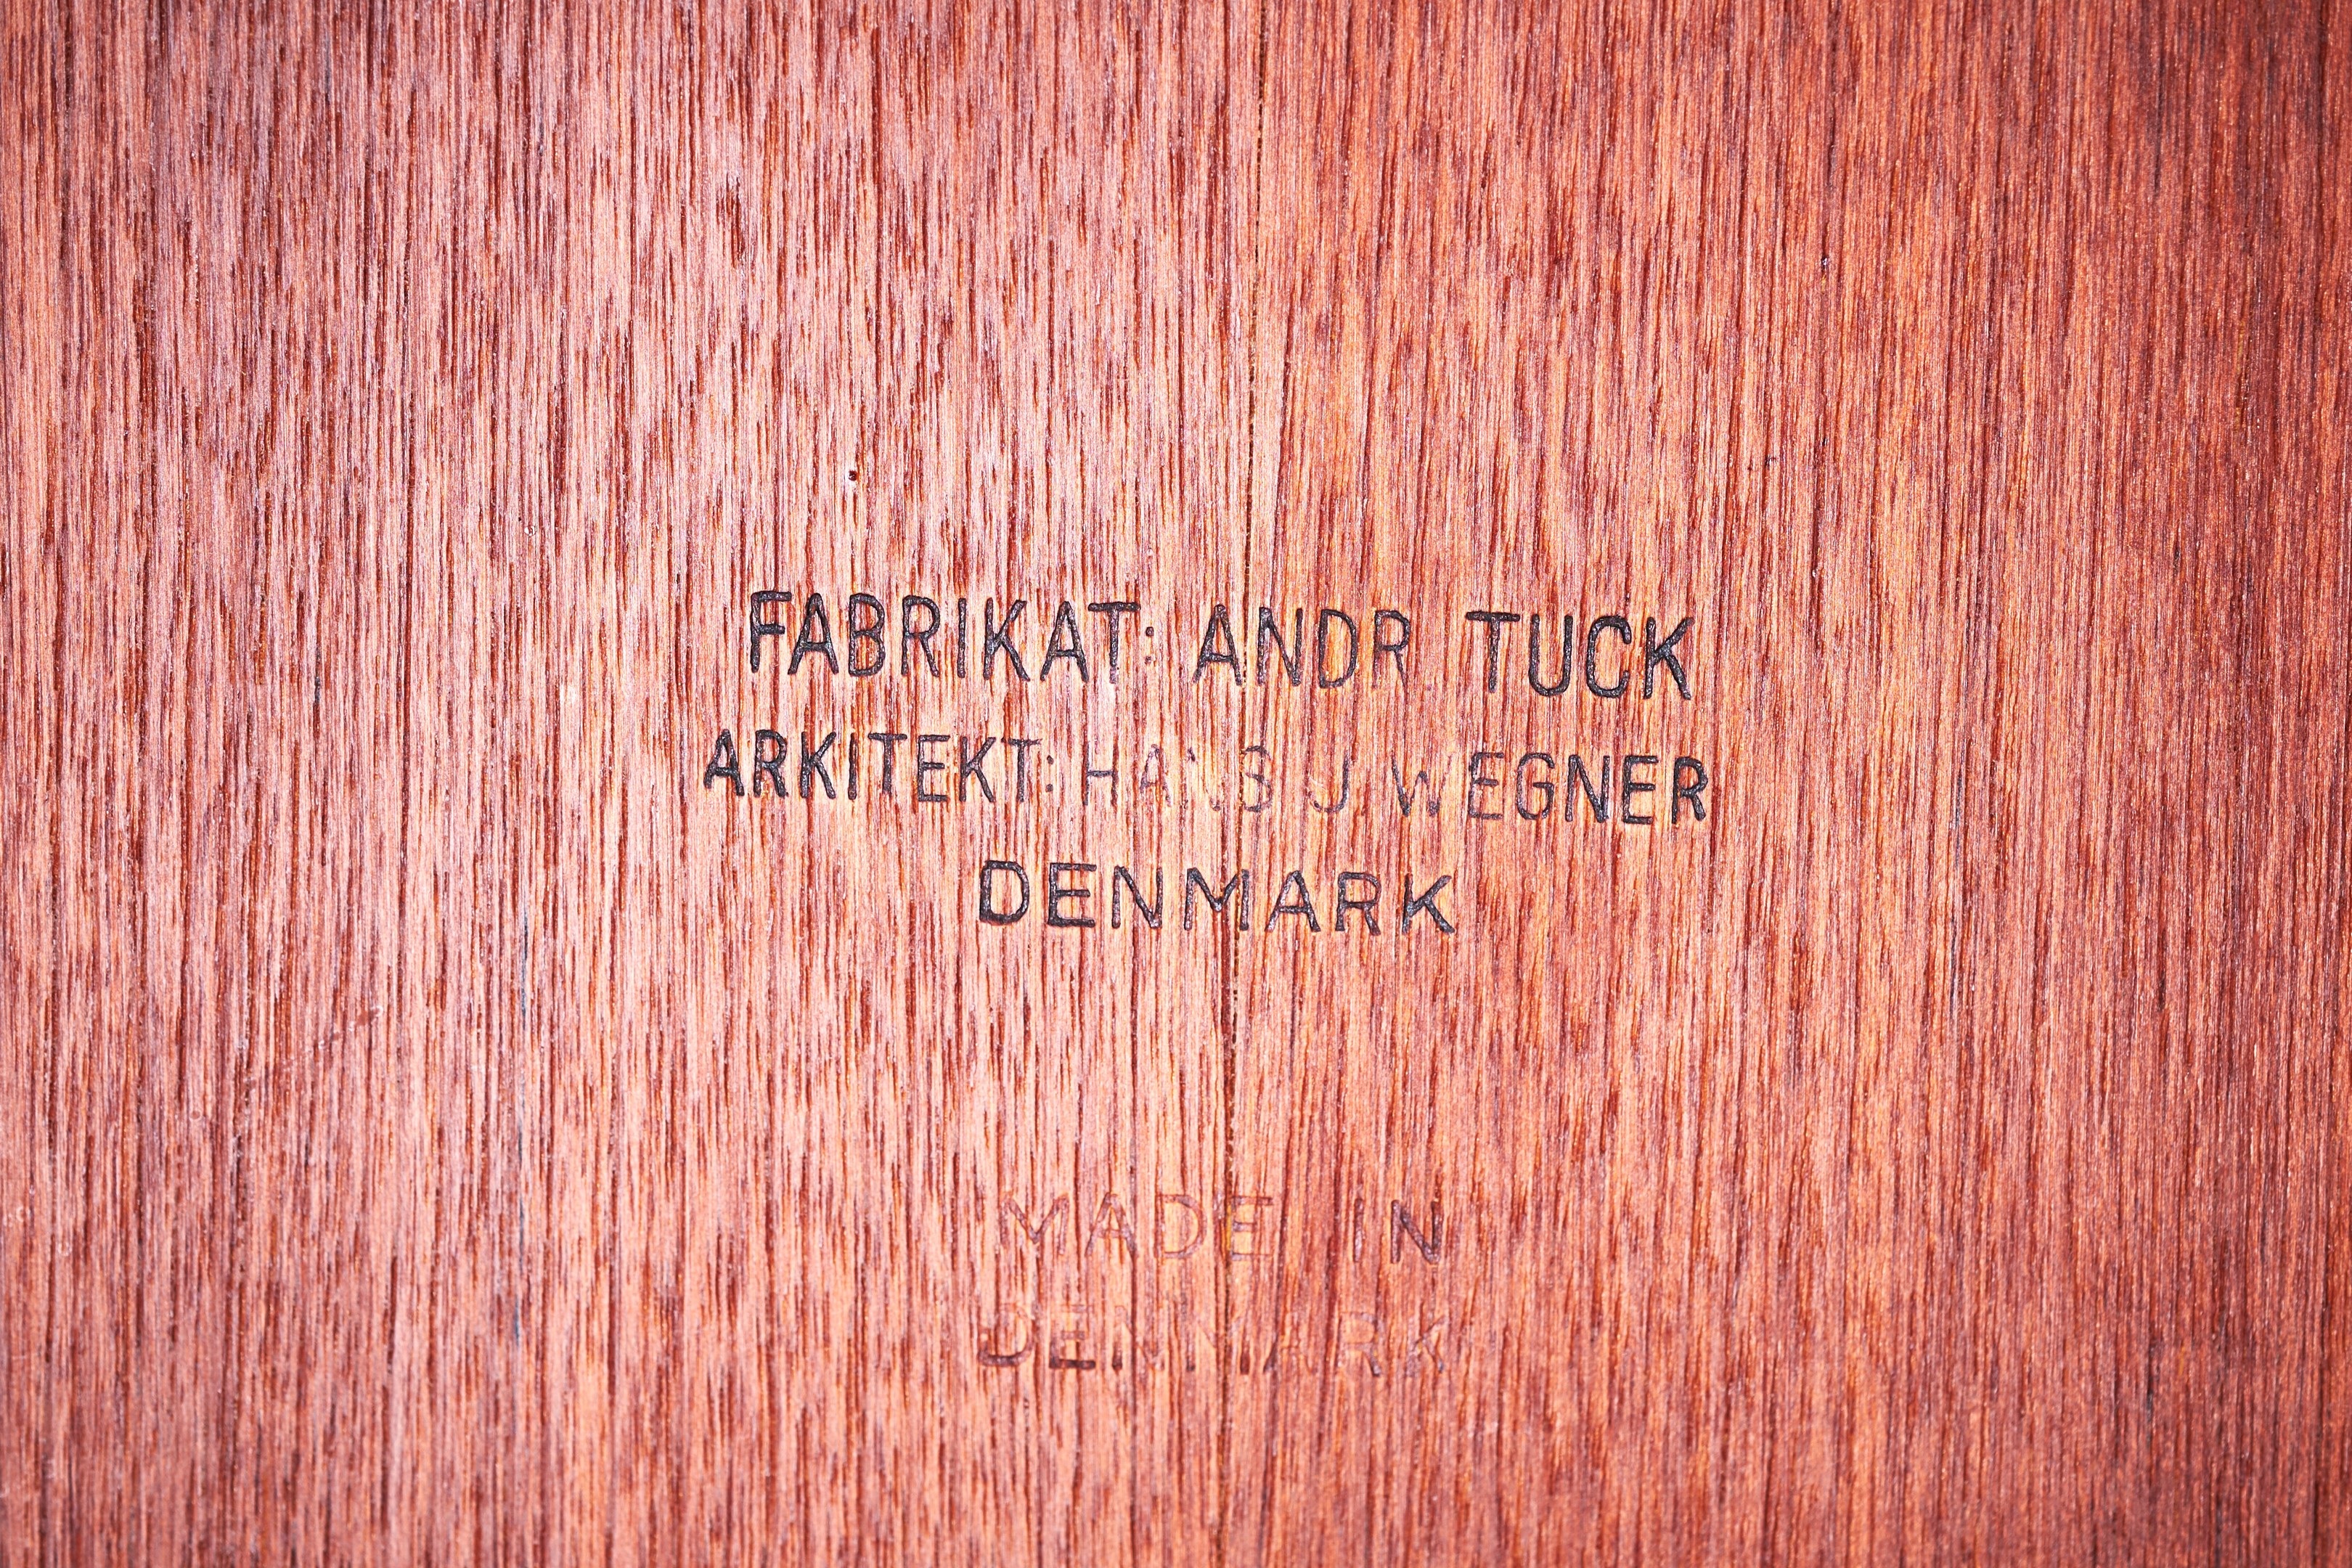 FABRIKAT: ANDR TUCK
ARKITEKT: HANS J. WEGNER
DENMARK
MADE IN
DENMARK